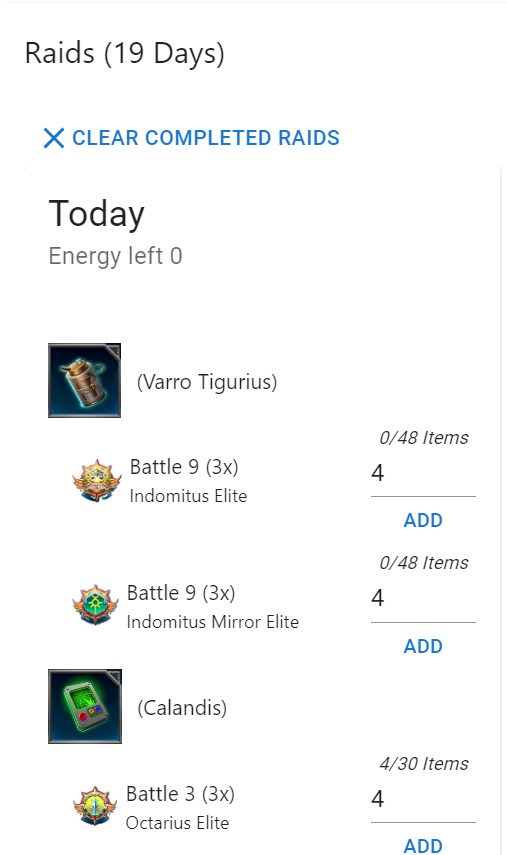 Raids (19 Days)
CLEAR COMPLETED RAIDS
Today
Energy left 0
(Varro Tigurius)
0/48 Items
Battle 9 (3x)
4
Indomitus Elite
ADD
0/48 Items
Battle 9 (3x)
4
Indomitus Mirror Elite
ADD
(Calandis)
4/30 Items
Battle 3 (3x)
4
Octarius Elite
ADD